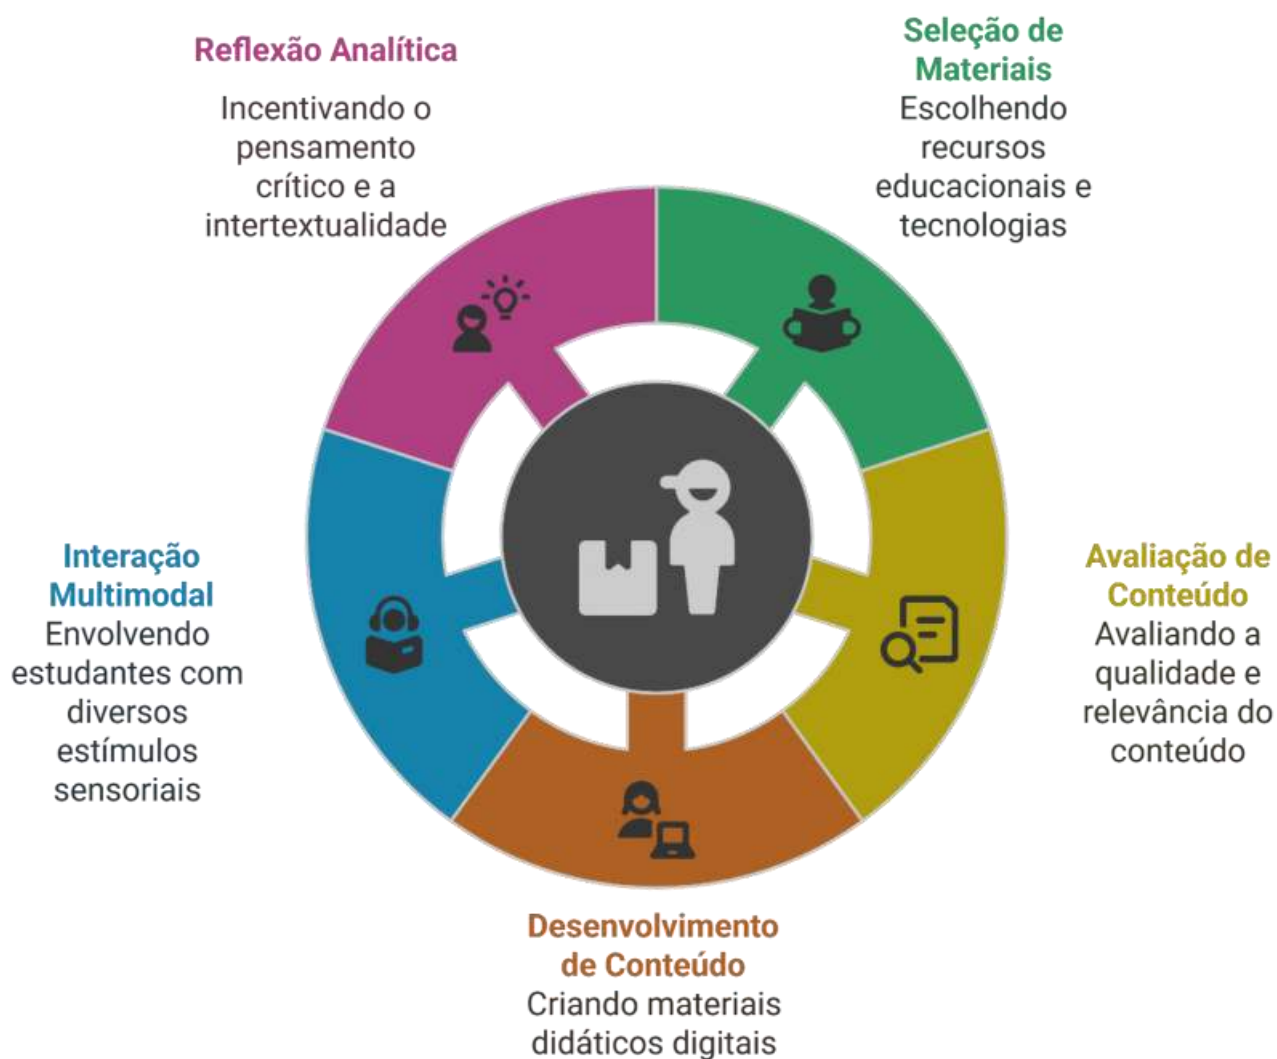 Reflexão Analítica
Incentivando o
pensamento
crítico e a
intertextualidade
Seleção de
Materiais
Escolhendo
recursos
educacionais e
tecnologias
Interação
Multimodal
Envolvendo
estudantes com
diversos
estímulos
sensoriais
Avaliação de
Conteúdo
Avaliando a
qualidade e
relevância do
conteúdo
Desenvolvimento
de Conteúdo
Criando materiais
didáticos digitais